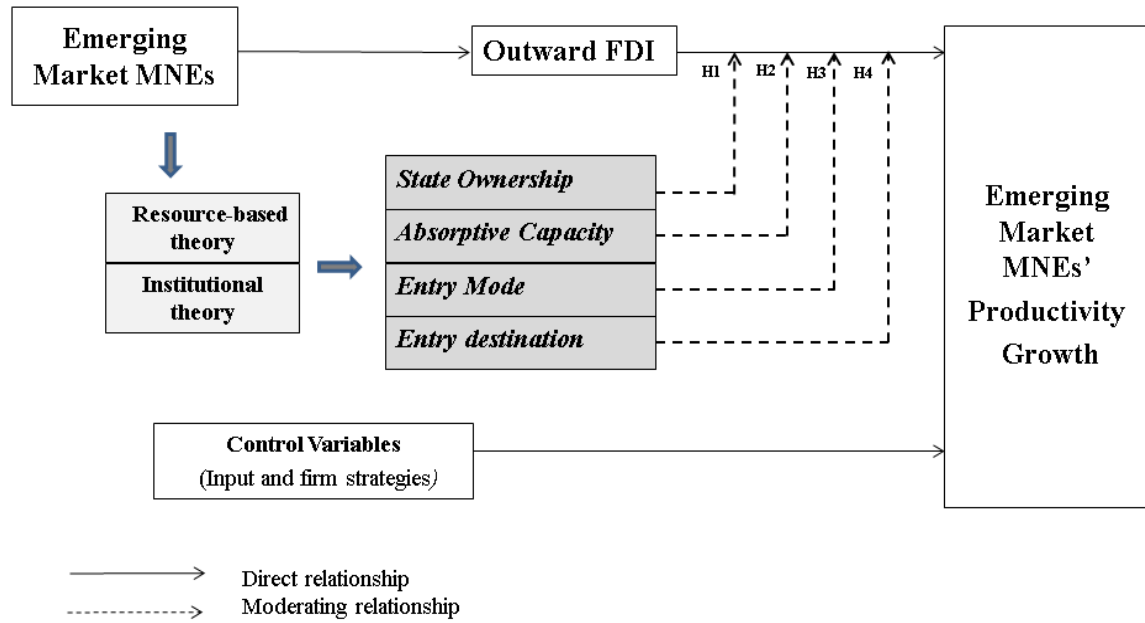 Emerging
Market MNEs
Outward FDI
H1
H2
H3
H4
State Ownership
Absorptive Capacity
Entry Mode
Entry destination
Resource-based
theory
Institutional
theory
Emerging
Market
MNEs’
Productivity
Growth
Control Variables
(Input and firm strategies)
Direct relationship
Moderating relationship